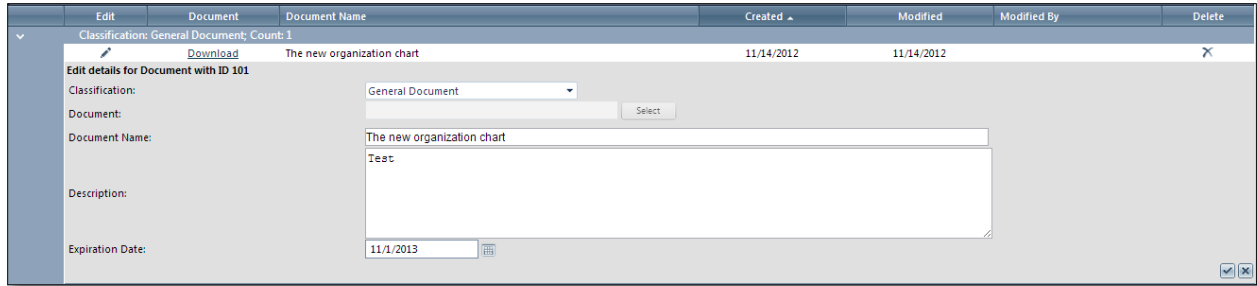 Edit Document Document Name Created Modified Modified By Delete
Classification: General Document; Count: 1
Download The new organization chart 11/14/2012 11/14/2012
Edit details for Document with ID 101
Classification: General Document
Document: Select
Document Name: The new organization chart
Test
Description:
Expiration Date: 11/1/2013